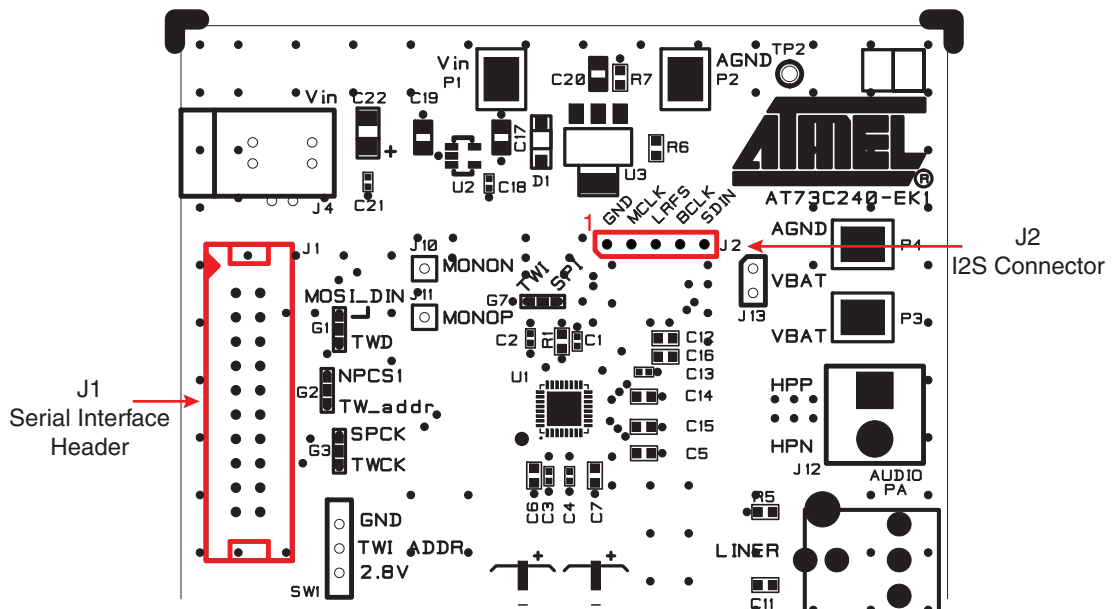 Vin
P1
AGND
P2
TP2
C20
R7
Vin
C22
C19
+
U2
C18
C17
D1
U3
R6
C21
J4
ATMEL
®
AT73C240-EK1
1
GND
MCLK
LRFS
BCLK
SDIN
J2
J2
I2S Connector
AGND
P4
VBAT
J13
VBAT
P3
J1
J10
MONON
J11
MONOP
MOSI_DIN
G1
TWD
G7
TWI
SPI
C2
R1
C1
C12
C16
C13
C14
C15
C5
U1
NPCS1
G2
TW_addr
SPCK
G3
TWCK
J1
Serial Interface
Header
HPP
HPN
J12
AUDIO
PA
C6
C3
C4
C7
R5
LINER
C11
GND
TWI ADDR
2.8V
SW1
+
+